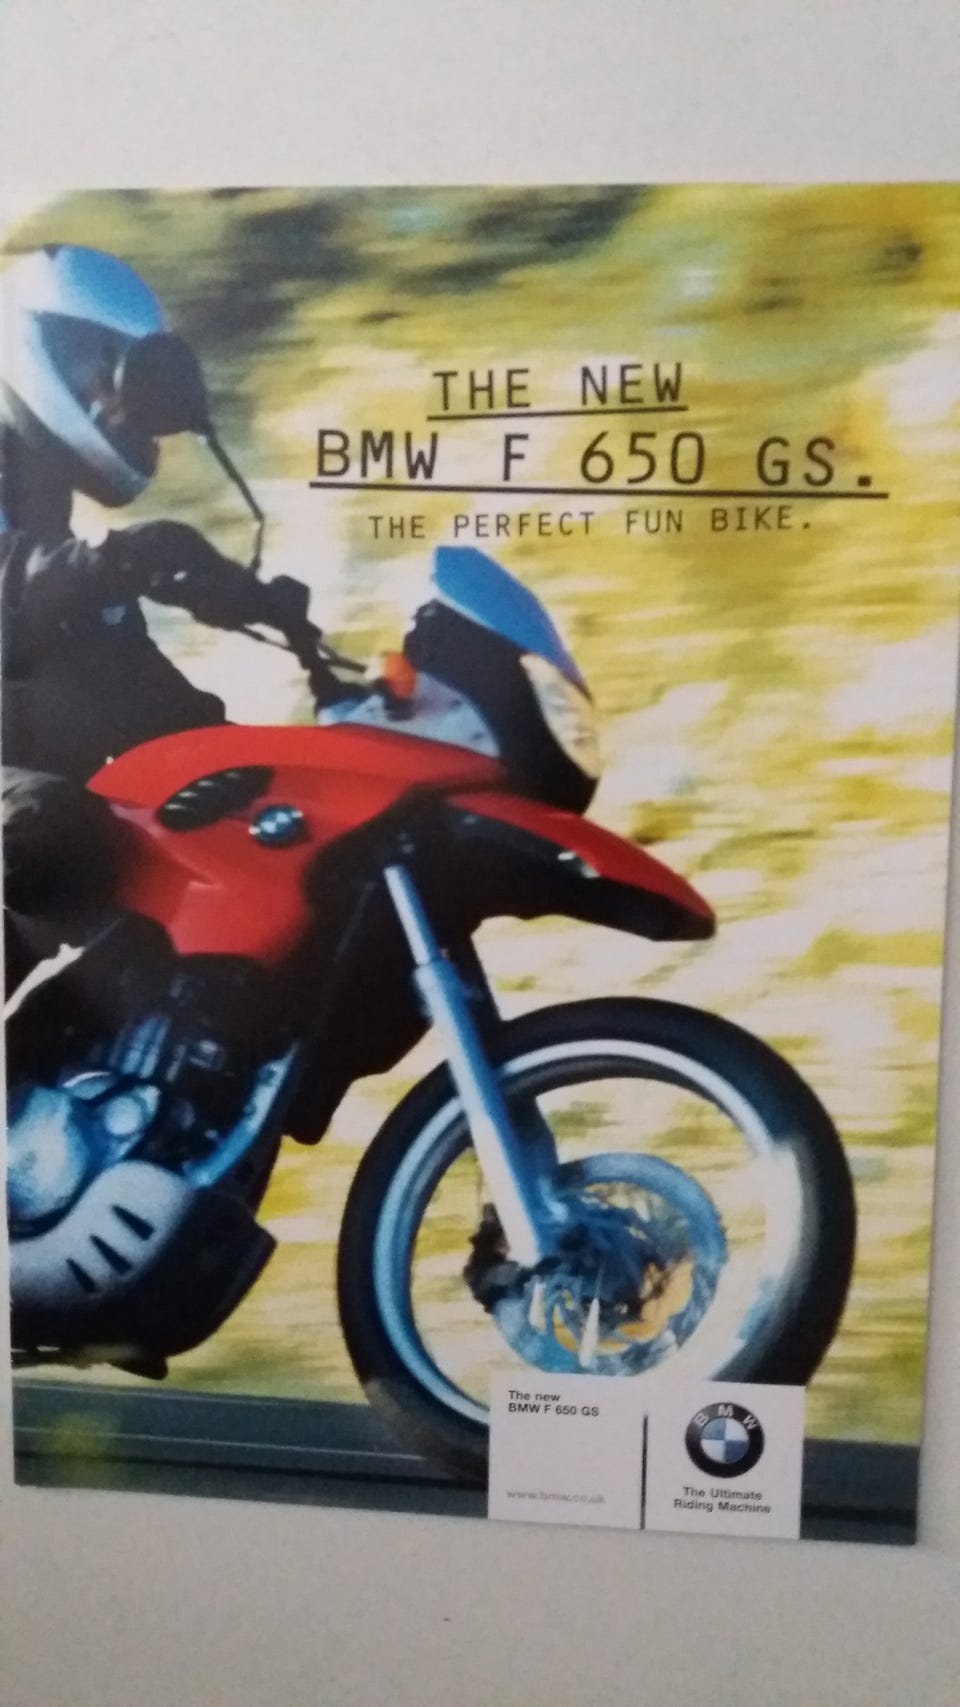 THE NEW
BMW F 650 GS.
THE PERFECT FUN BIKE.
The new
BMW F 650 GS
www.bmw.co.uk
BMW
The Ultimate
Riding Machine